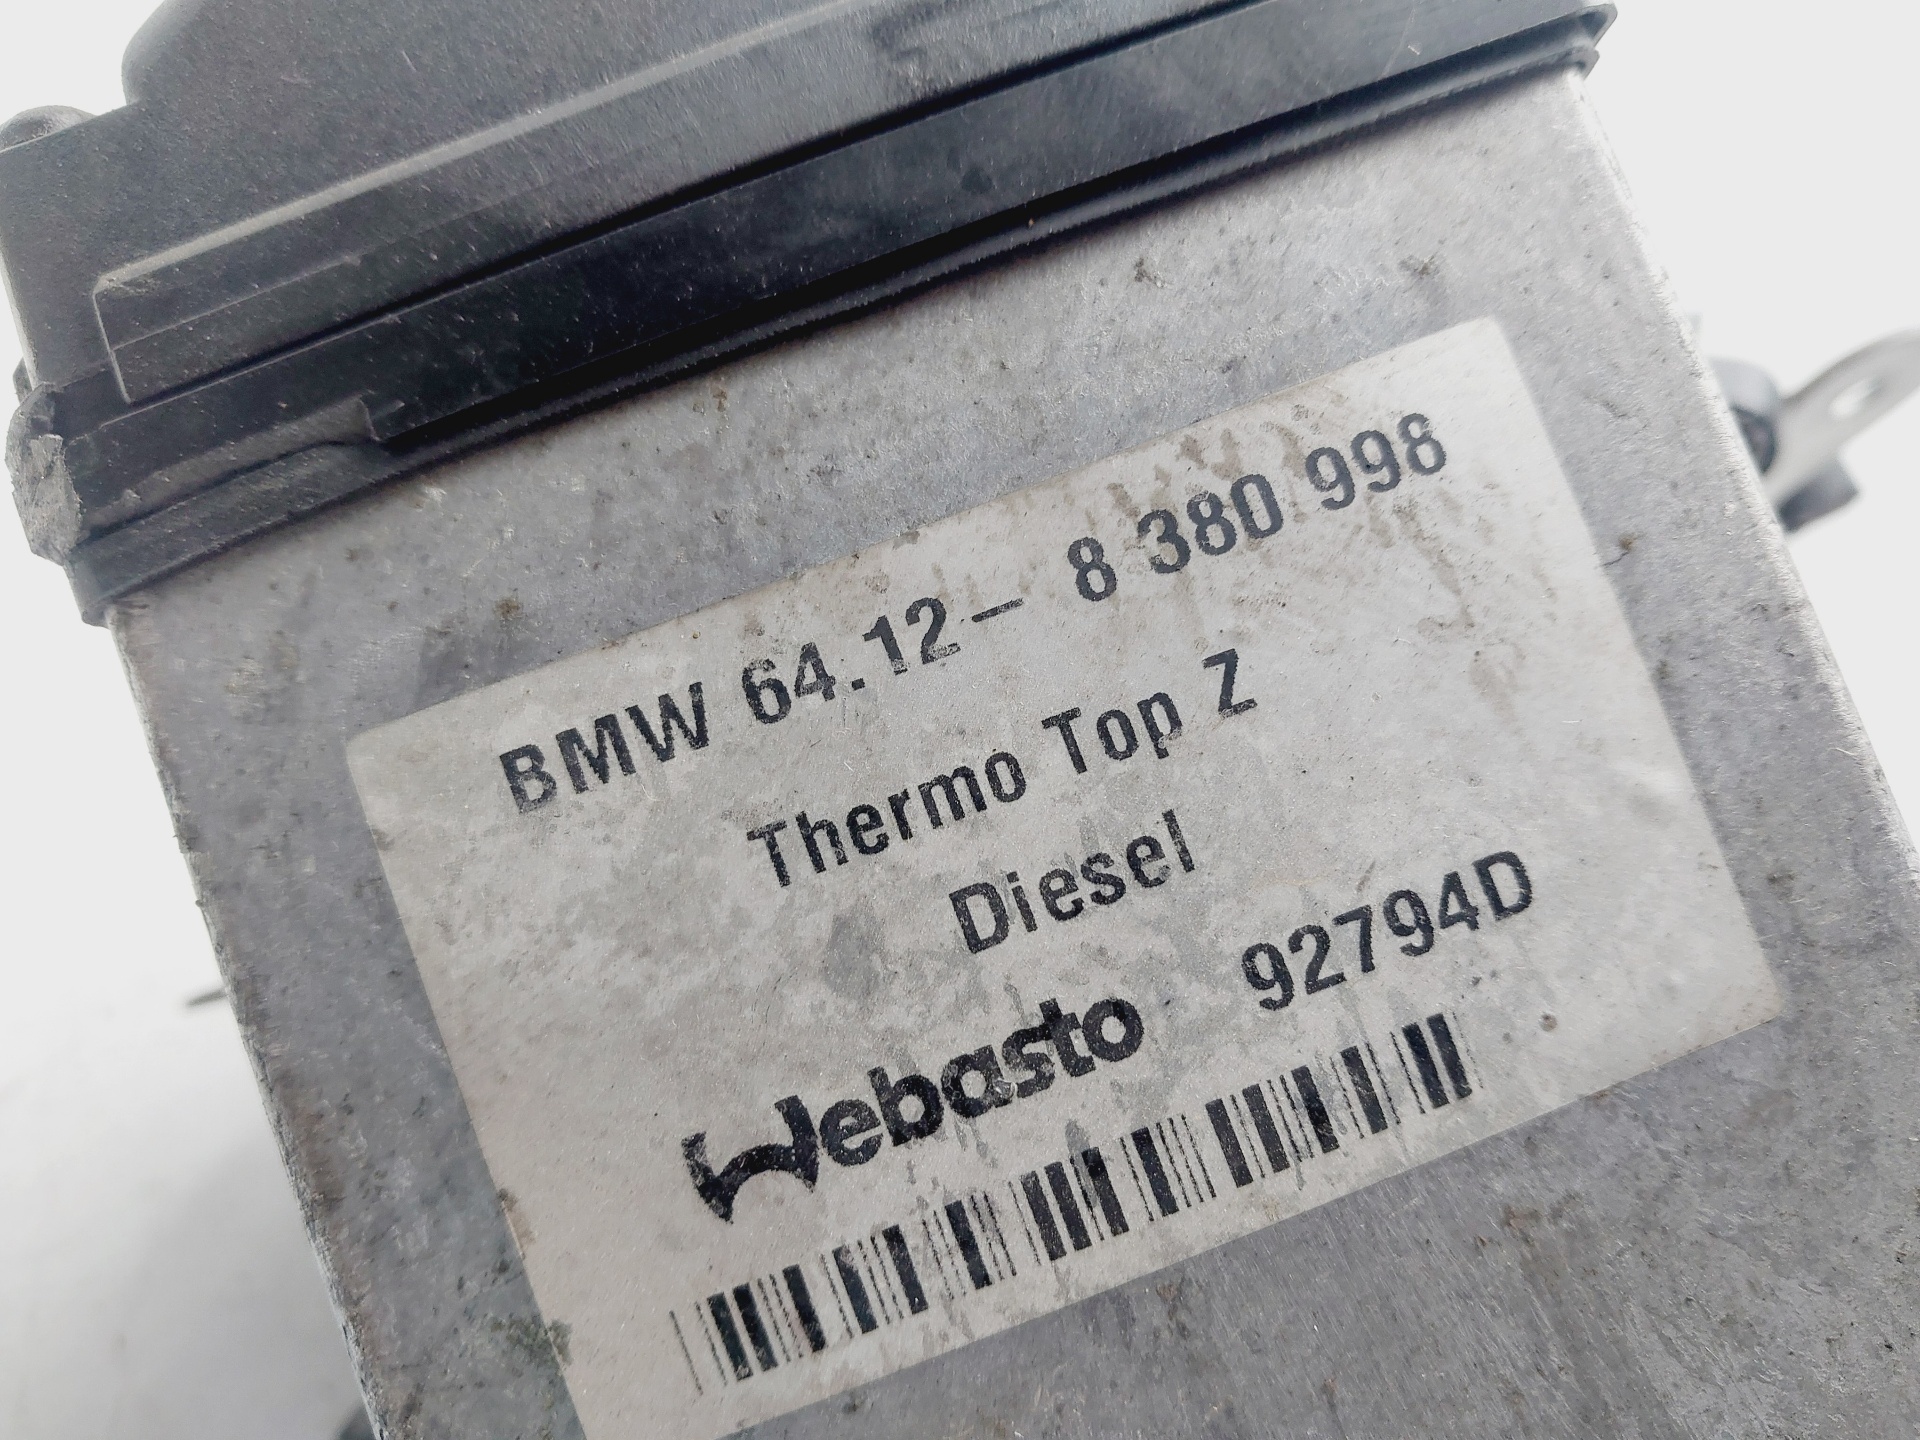 BMW 64.12- 8 380 998
Thermo Top Z
Diesel
Webasto 92794D